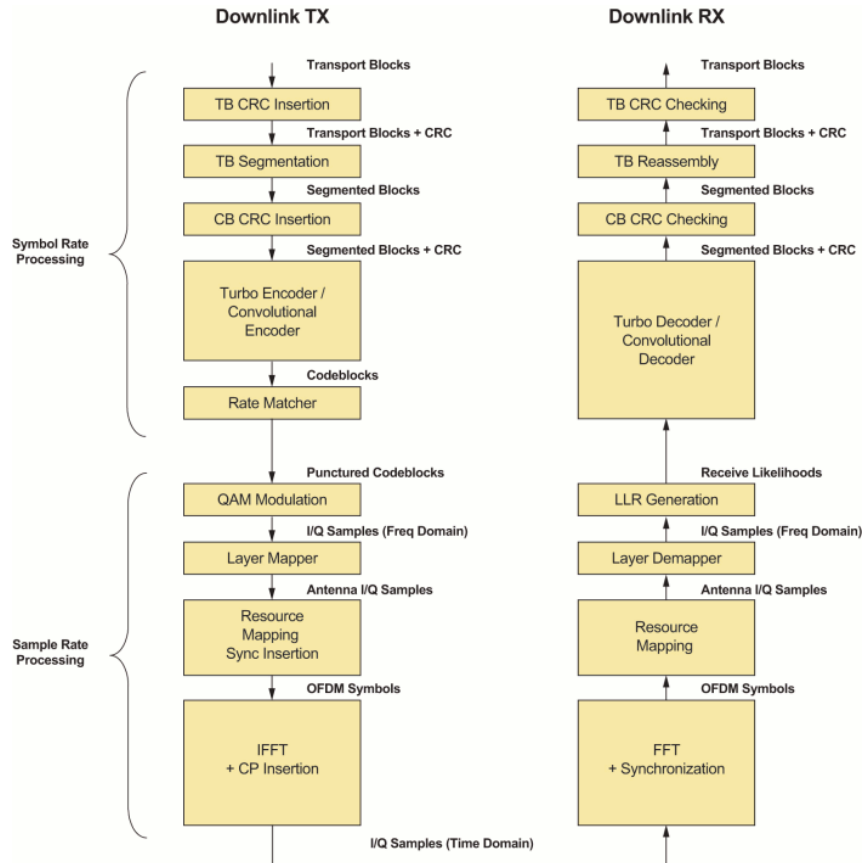 Downlink TX
Transport Blocks
TB CRC Insertion
Transport Blocks + CRC
TB Segmentation
Segmented Blocks
CB CRC Insertion
Segmented Blocks + CRC
Turbo Encoder /
Convolutional
Encoder
Codeblocks
Rate Matcher
Punctured Codeblocks
QAM Modulation
I/Q Samples (Freq Domain)
Layer Mapper
Antenna I/Q Samples
Resource
Mapping
Sync Insertion
OFDM Symbols
IFFT
+ CP Insertion
I/Q Samples (Time Domain)
Symbol Rate
Processing
Sample Rate
Processing
Downlink RX
Transport Blocks
TB CRC Checking
Transport Blocks + CRC
TB Reassembly
Segmented Blocks
CB CRC Checking
Segmented Blocks + CRC
Turbo Decoder /
Convolutional
Decoder
Receive Likelihoods
LLR Generation
I/Q Samples (Freq Domain)
Layer Demapper
Antenna I/Q Samples
Resource
Mapping
OFDM Symbols
FFT
+ Synchronization